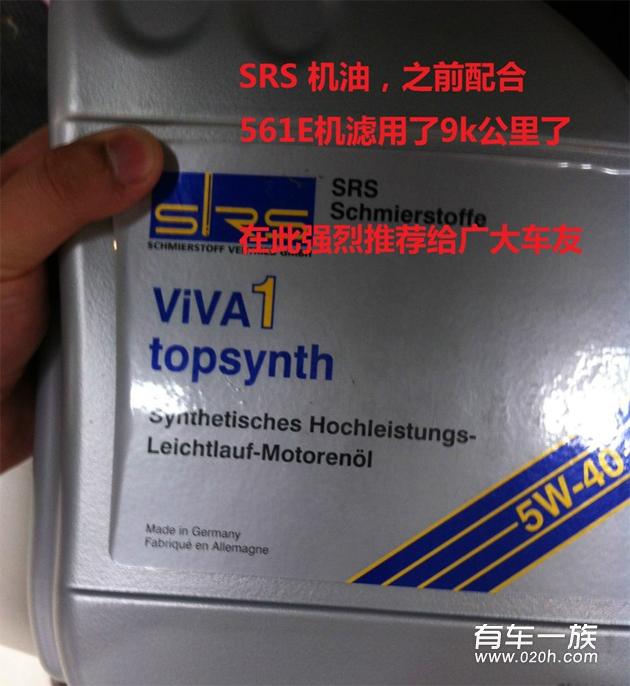 SRS 机油，之前配合
561E机滤用了9k公里了
SRS
SRS
Schmierstoffe
在此强烈推荐给广大车友
SCHMIERSTOFF
ViVA1
topsynth
Synthetisches Hochleistungs-
Leichtlauf-Motorenöl
5W-40
Made in Germany
Fabriqué en Allemagne
有车一族
www.020h.com